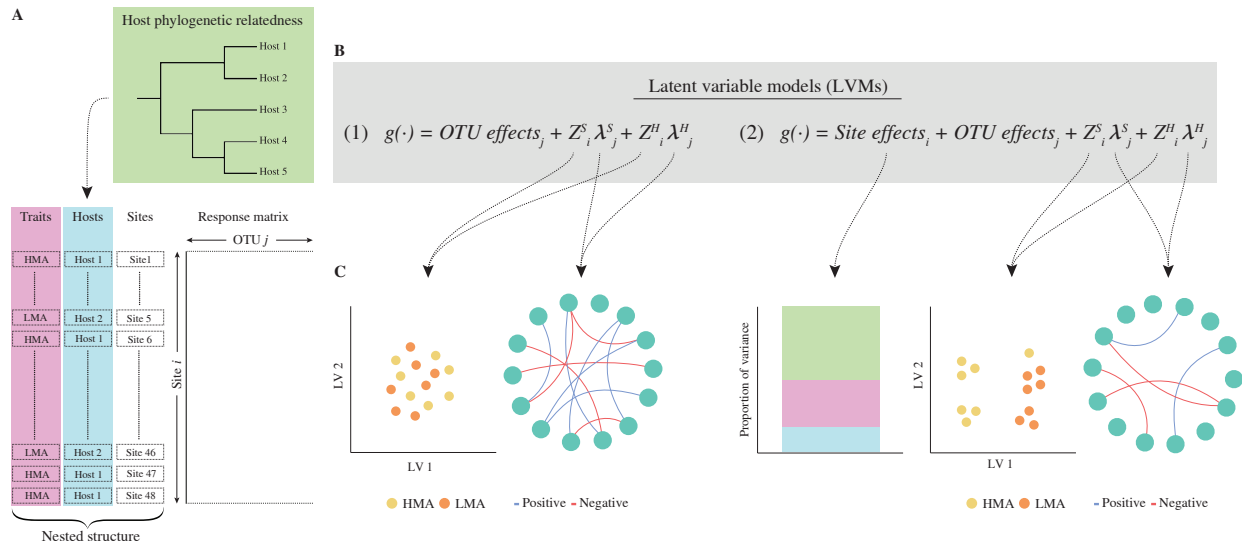 A
Host phylogenetic relatedness
Host 1
Host 2
Host 3
Host 4
Host 5
Traits Hosts Sites Response matrix
OTU j
HMA Host 1 Site1
LMA Host 2 Site 5
HMA Host 1 Site 6
LMA Host 2 Site 46
HMA Host 1 Site 47
HMA Host 1 Site 48
Site i
Nested structure
B
Latent variable models (LVMs)
(1) g(·) = OTU effects_j + Z^S_i λ^S_j + Z^H_i λ^H_j
(2) g(·) = Site effects_i + OTU effects_j + Z^S_i λ^S_j + Z^H_i λ^H_j
C
LV 2
LV 1
HMA LMA
Positive Negative
Proportion of variance
LV 2
LV 1
HMA LMA
Positive Negative